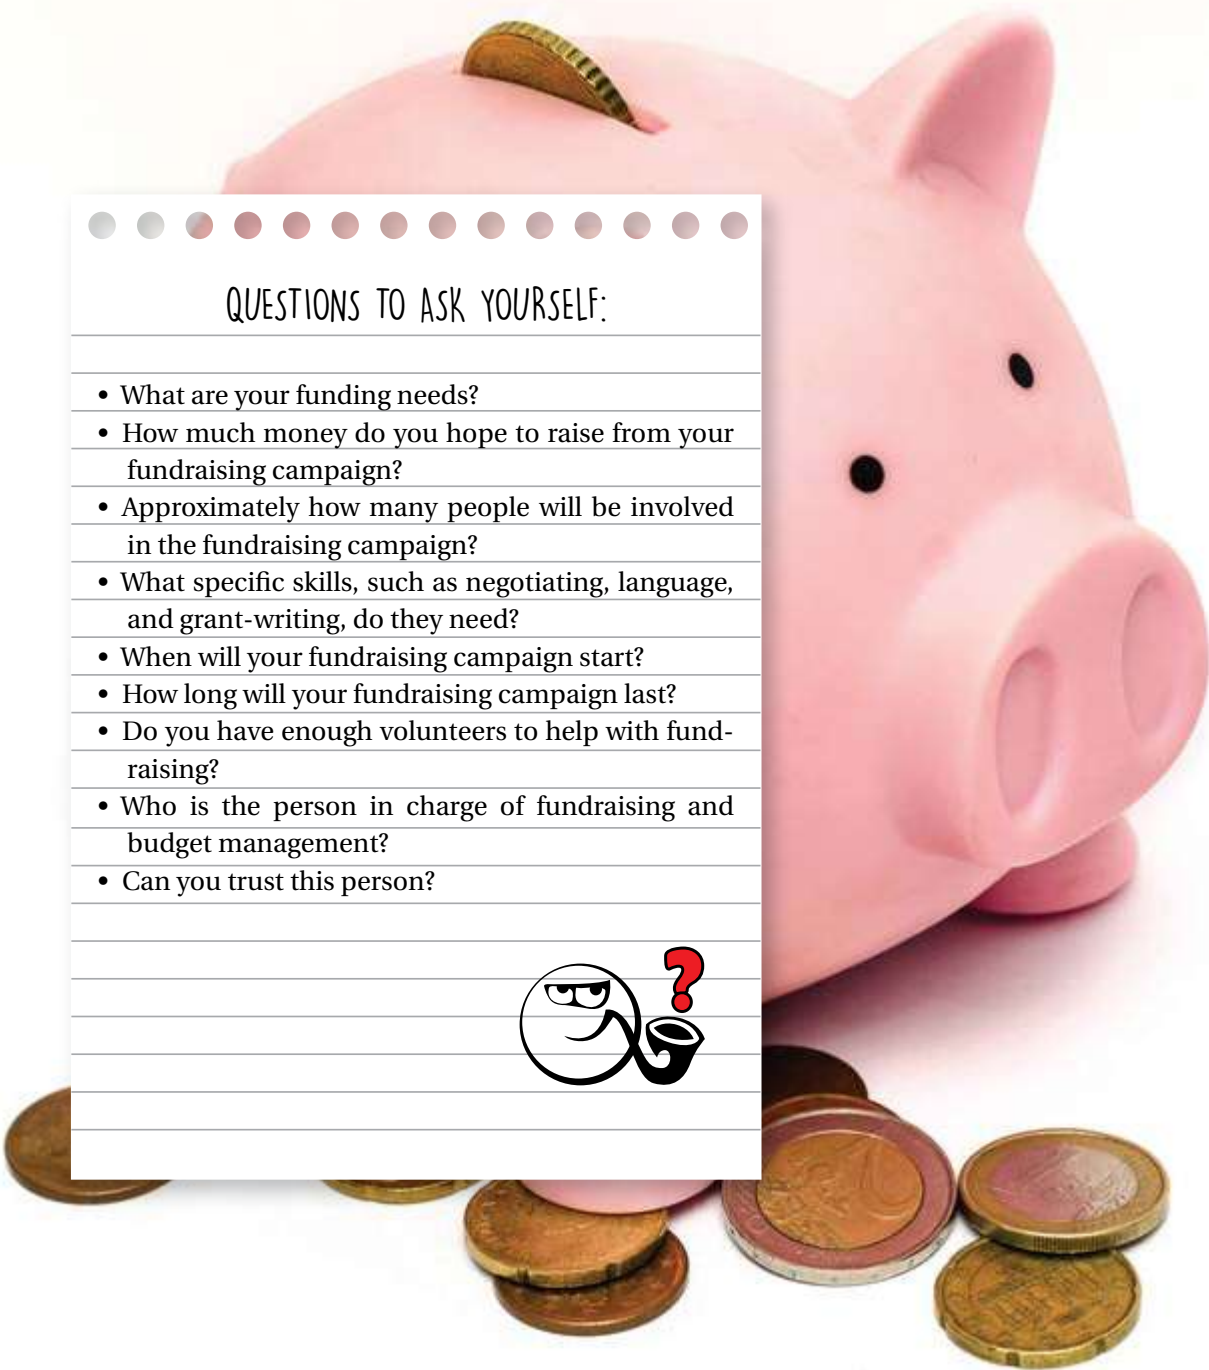 QUESTIONS TO ASK YOURSELF:
• What are your funding needs?
• How much money do you hope to raise from your
fundraising campaign?
• Approximately how many people will be involved
in the fundraising campaign?
• What specific skills, such as negotiating, language,
and grant-writing, do they need?
• When will your fundraising campaign start?
• How long will your fundraising campaign last?
• Do you have enough volunteers to help with fund-
raising?
• Who is the person in charge of fundraising and
budget management?
• Can you trust this person?
?